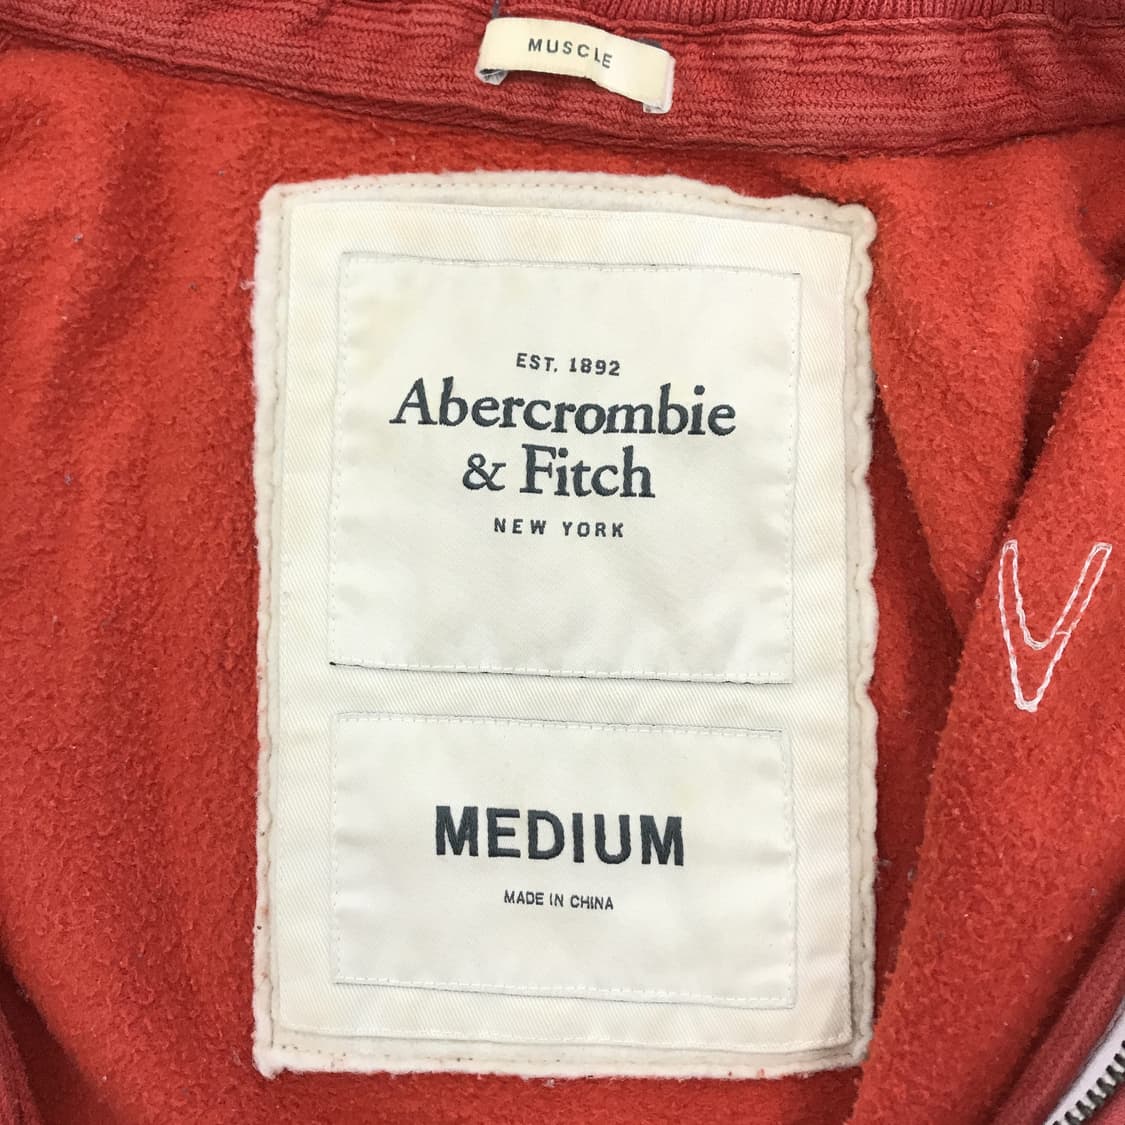 MUSCLE
EST. 1892
Abercrombie
& Fitch
NEW YORK
V
MEDIUM
MADE IN CHINA